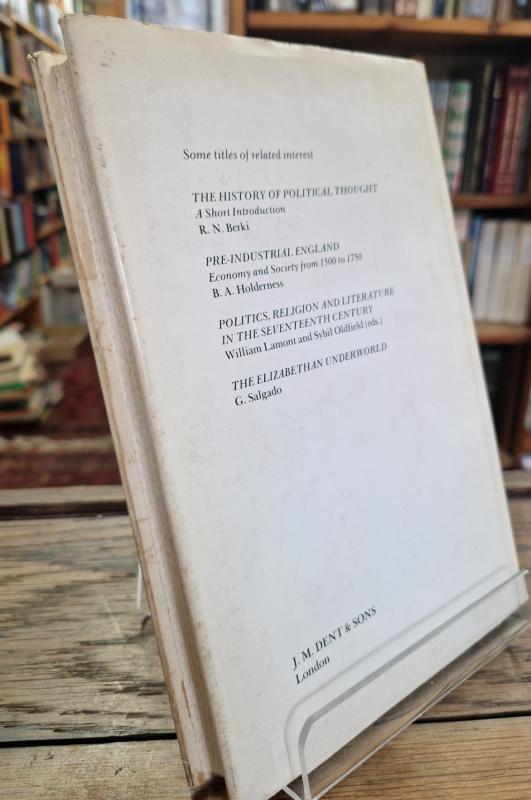 Some titles of related interest
THE HISTORY OF POLITICAL THOUGHT
A Short Introduction
R. N. Berki
PRE-INDUSTRIAL ENGLAND
Economy and Society from 1500 to 1750
B. A. Holderness
POLITICS, RELIGION AND LITERATURE
IN THE SEVENTEENTH CENTURY
William Lamont and Sybil Oldfield (eds.)
THE ELIZABETHAN UNDERWORLD
G. Salgado
J. M. DENT & SONS
London